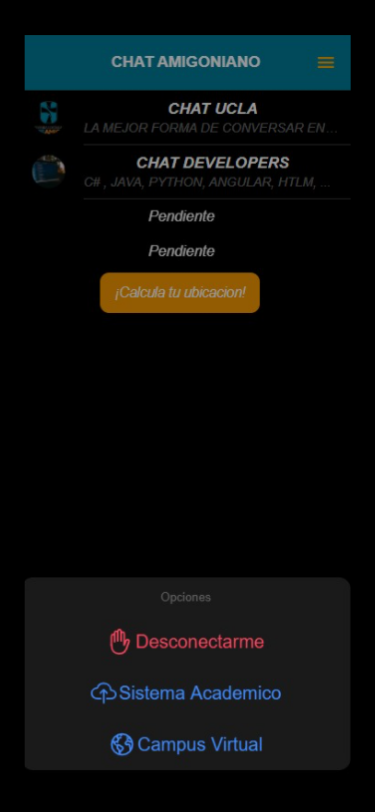 CHAT AMIGONIANO
CHAT UCLA
LA MEJOR FORMA DE CONVERSAR EN...
CHAT DEVELOPERS
C# , JAVA, PYTHON, ANGULAR, HTLM, ...
Pendiente
Pendiente
¡Calcula tu ubicacion!
Opciones
Desconectarme
Sistema Academico
Campus Virtual